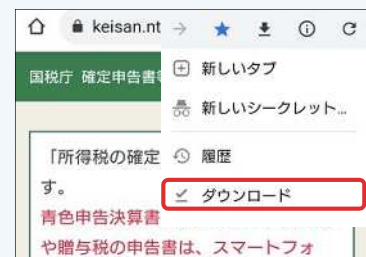 keisan.nt
国税庁 確定申告書
新しいタブ
新しいシークレット...
履歴
ダウンロード
「所得税の確定
す。
青色申告決算書
や贈与税の申告書は、スマートフォ